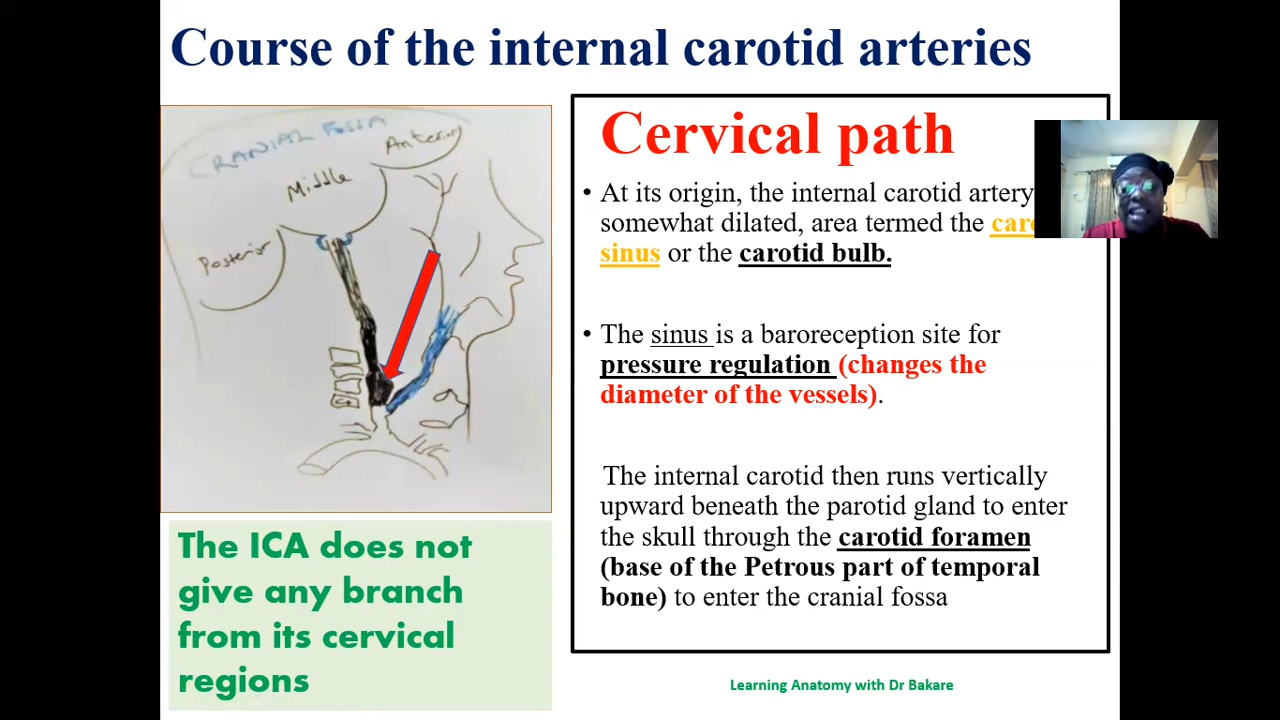 Course of the internal carotid arteries
CRANIAL FOSSA
Anterior
Middle
Posterior
The ICA does not
give any branch
from its cervical
regions
Cervical path
• At its origin, the internal carotid artery
somewhat dilated, area termed the
sinus or the carotid bulb.
• The sinus is a baroreception site for
pressure regulation (changes the
diameter of the vessels).
The internal carotid then runs vertically
upward beneath the parotid gland to enter
the skull through the carotid foramen
(base of the Petrous part of temporal
bone) to enter the cranial fossa
Learning Anatomy with Dr Bakare